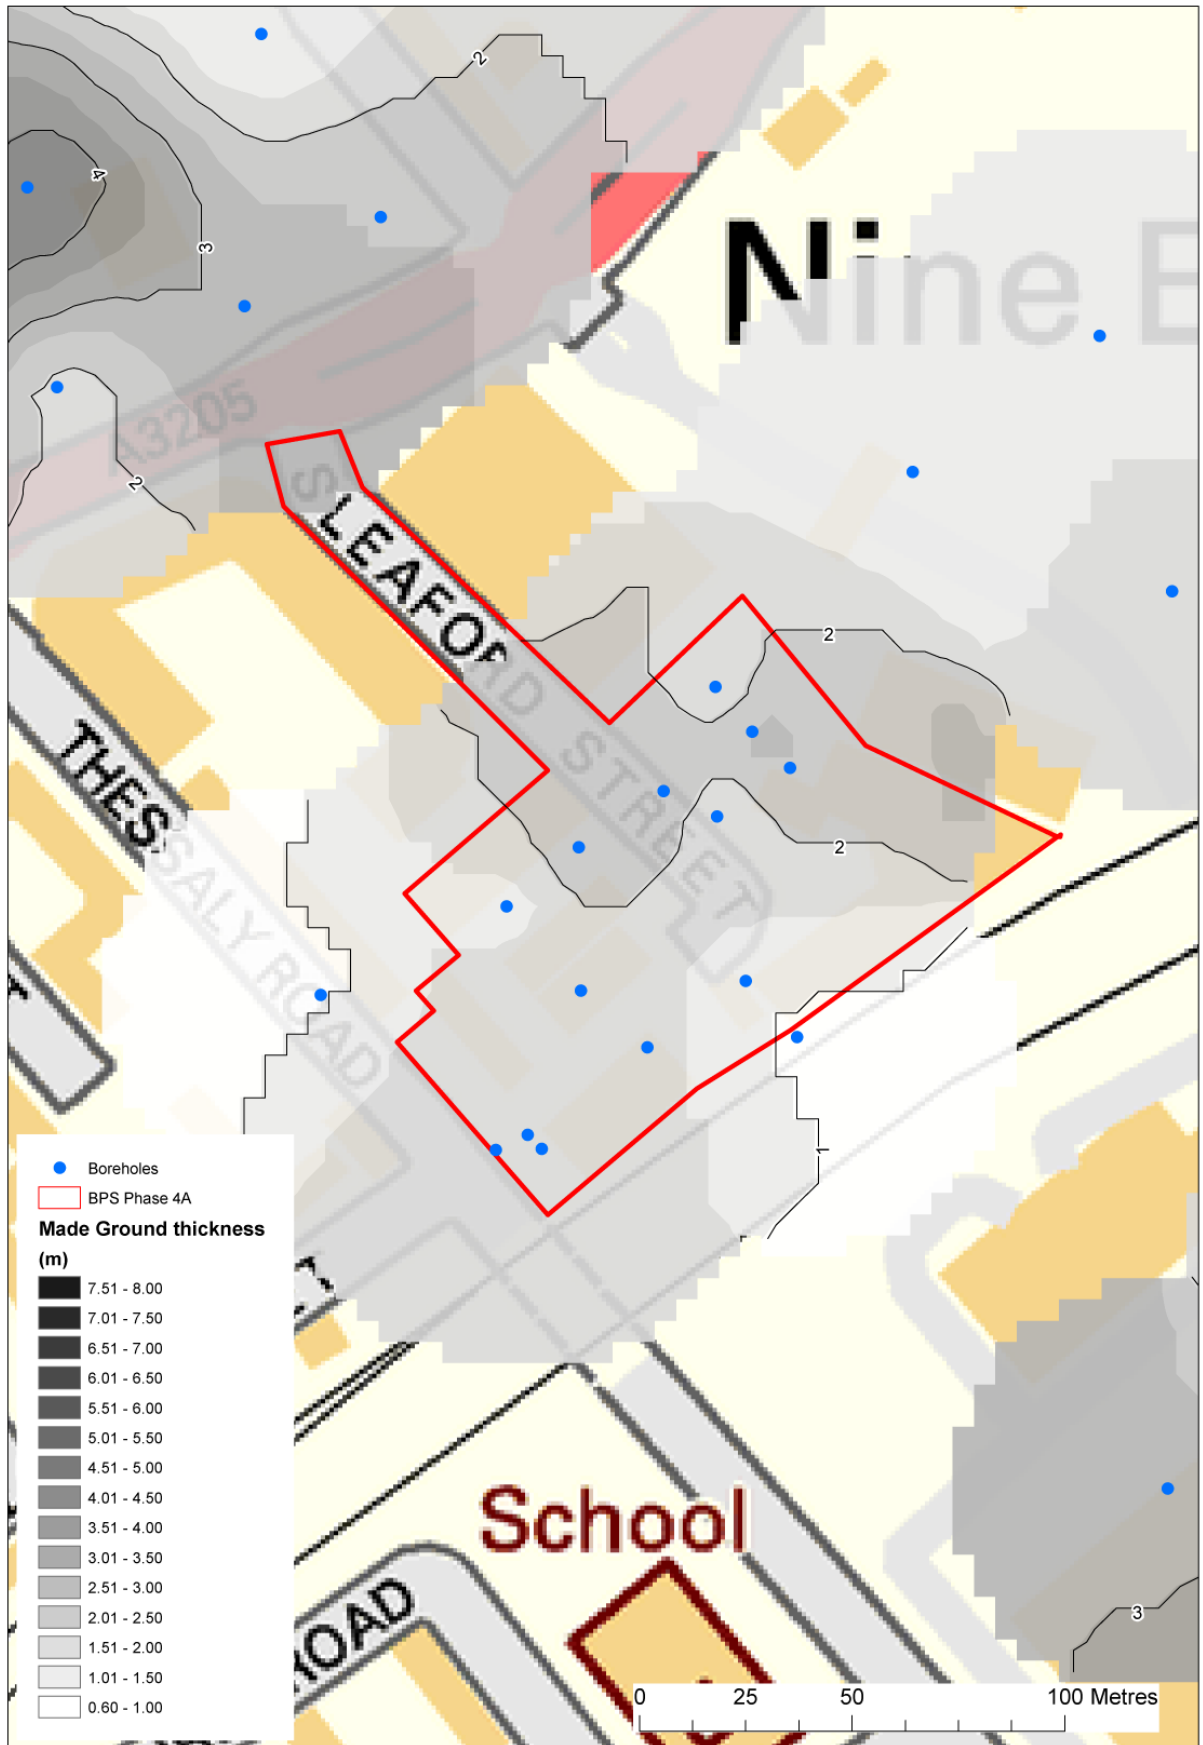 2
4
3
Nine E
A3205
2
SLEAFORD STREET
2
THESSALY ROAD
2
1
Boreholes
BPS Phase 4A
Made Ground thickness
(m)
7.51 - 8.00
7.01 - 7.50
6.51 - 7.00
6.01 - 6.50
5.51 - 6.00
5.01 - 5.50
4.51 - 5.00
4.01 - 4.50
3.51 - 4.00
3.01 - 3.50
2.51 - 3.00
2.01 - 2.50
1.51 - 2.00
1.01 - 1.50
0.60 - 1.00
School
ROAD
3
0 25 50 100 Metres